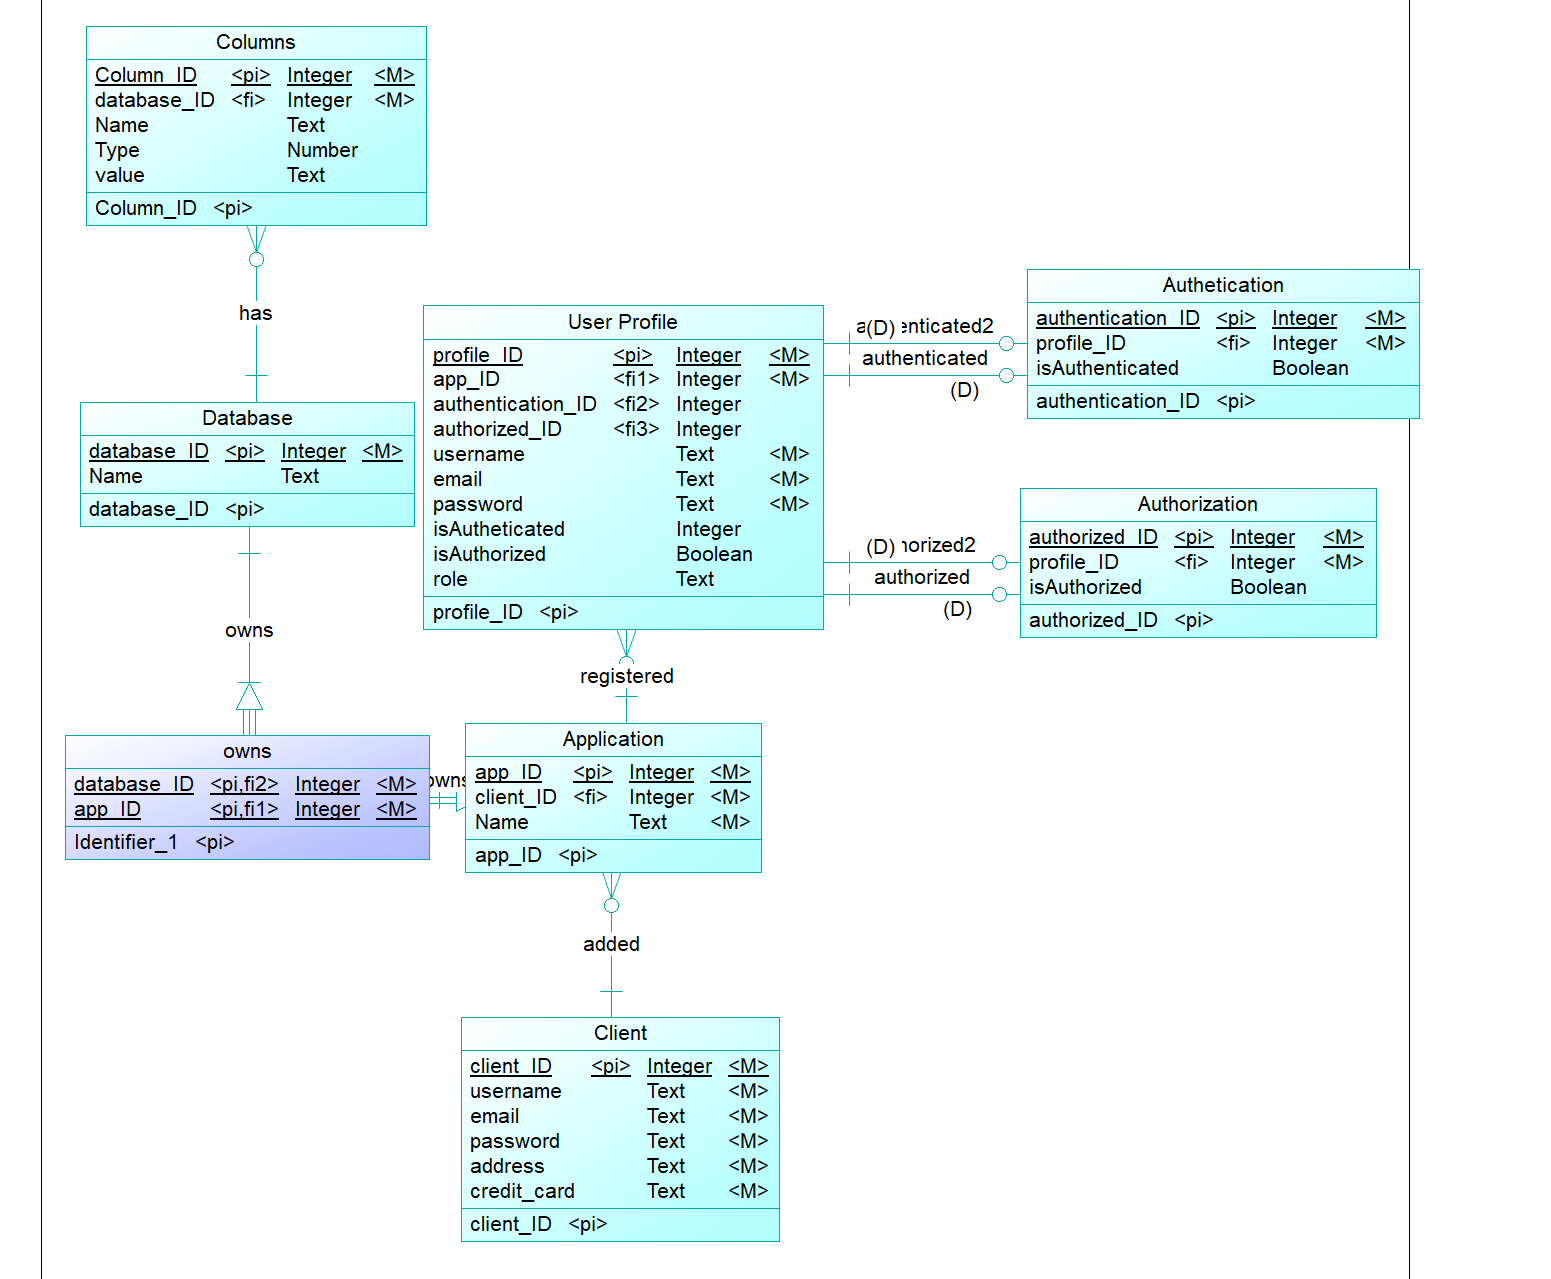 Columns
Column_ID <pi> Integer <M>
database_ID <fi> Integer <M>
Name Text
Type Number
value Text
Column_ID <pi>
has
Database
database_ID <pi> Integer <M>
Name Text
database_ID <pi>
owns
owns
database_ID <pi,fi2> Integer <M>
app_ID <pi,fi1> Integer <M>
Identifier_1 <pi>
owns
User Profile
profile_ID <pi> Integer <M>
app_ID <fi1> Integer <M>
authentication_ID <fi2> Integer
authorized_ID <fi3> Integer
username Text <M>
email Text <M>
password Text <M>
isAutheticated Integer
isAuthorized Boolean
role Text
profile_ID <pi>
(D) enticated2
authenticated
(D)
Authetication
authentication_ID <pi> Integer <M>
profile_ID <fi> Integer <M>
isAuthenticated Boolean
authentication_ID <pi>
(D) horized2
authorized
(D)
Authorization
authorized_ID <pi> Integer <M>
profile_ID <fi> Integer <M>
isAuthorized Boolean
authorized_ID <pi>
registered
Application
app_ID <pi> Integer <M>
client_ID <fi> Integer <M>
Name Text <M>
app_ID <pi>
added
Client
client_ID <pi> Integer <M>
username Text <M>
email Text <M>
password Text <M>
address Text <M>
credit_card Text <M>
client_ID <pi>